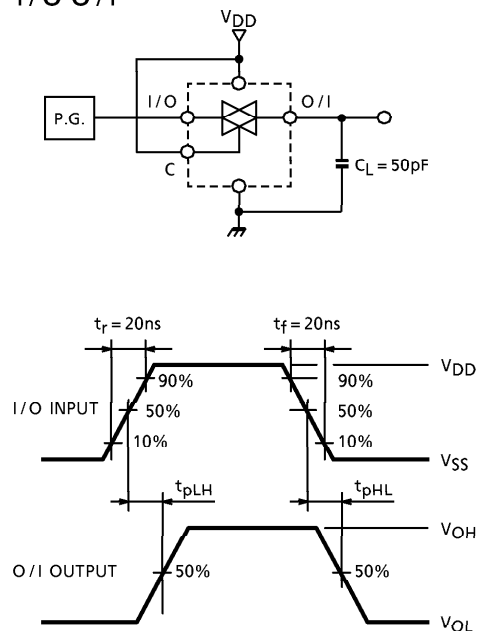 VDD
P.G.
I/O
O/I
C
CL = 50pF
tr = 20ns
tf = 20ns
VDD
90%
90%
I/O INPUT
50%
50%
10%
10%
VSS
tpLH
tpHL
VOH
O/I OUTPUT
50%
50%
VOL